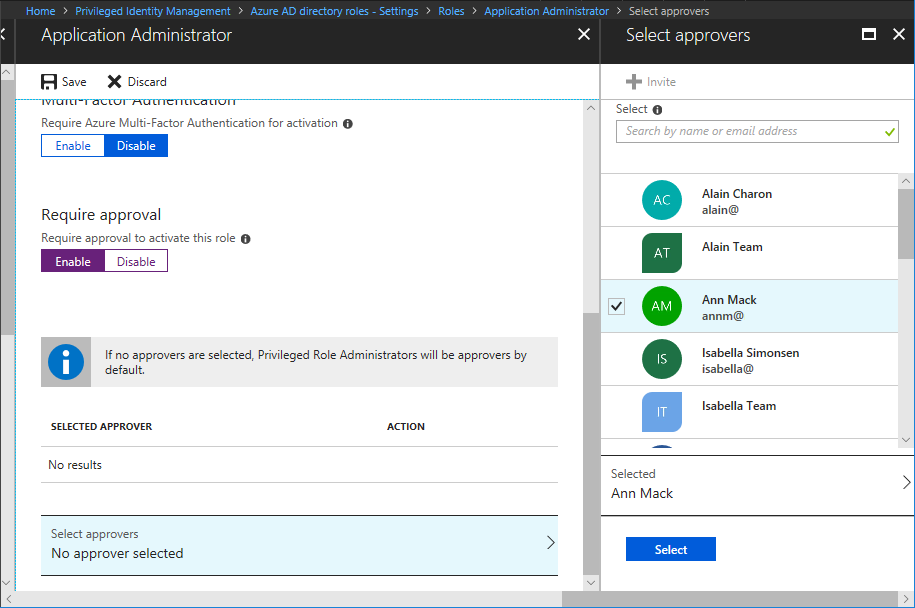 Home > Privileged Identity Management > Azure AD directory roles - Settings > Roles > Application Administrator > Select approvers
Application Administrator
Save Discard
Multi-Factor Authentication
Require Azure Multi-Factor Authentication for activation
Enable Disable
Require approval
Require approval to activate this role
Enable Disable
If no approvers are selected, Privileged Role Administrators will be approvers by
default.
SELECTED APPROVER ACTION
No results
Select approvers
No approver selected
Select approvers
Invite
Select
Search by name or email address
AC
Alain Charon
alain@
AT
Alain Team
AM
Ann Mack
annm@
IS
Isabella Simonsen
isabella@
IT
Isabella Team
Selected
Ann Mack
Select